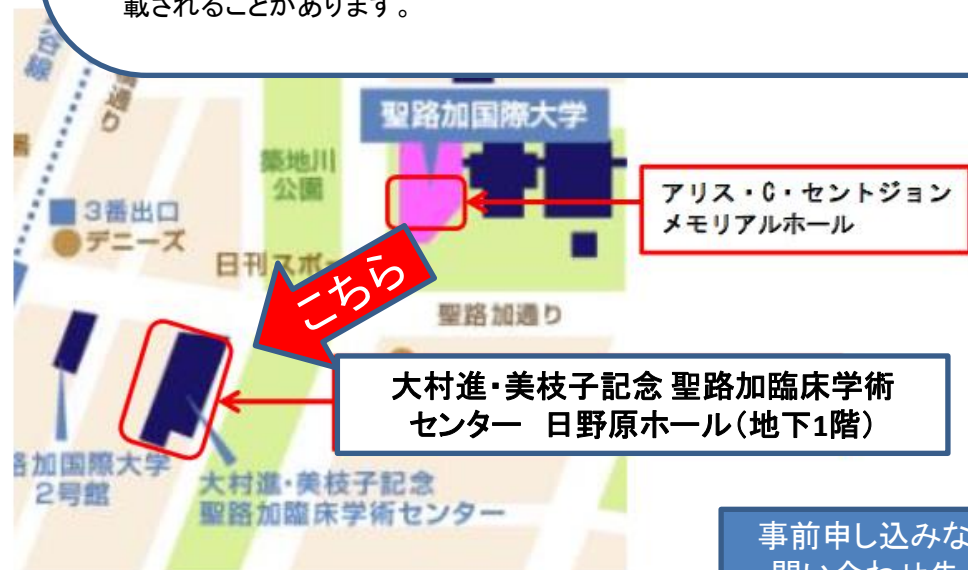 載されることがあります。
谷
線
通り
聖路加国際大学
築地川
公園
3番出口
デニーズ
アリス・C・セントジョン
メモリアルホール
日刊スポ
こちら
聖路加通り
大村進・美枝子記念 聖路加臨床学術
センター　日野原ホール（地下1階）
路加国際大学
2号館
大村進・美枝子記念
聖路加臨床学術センター
事前申し込みな